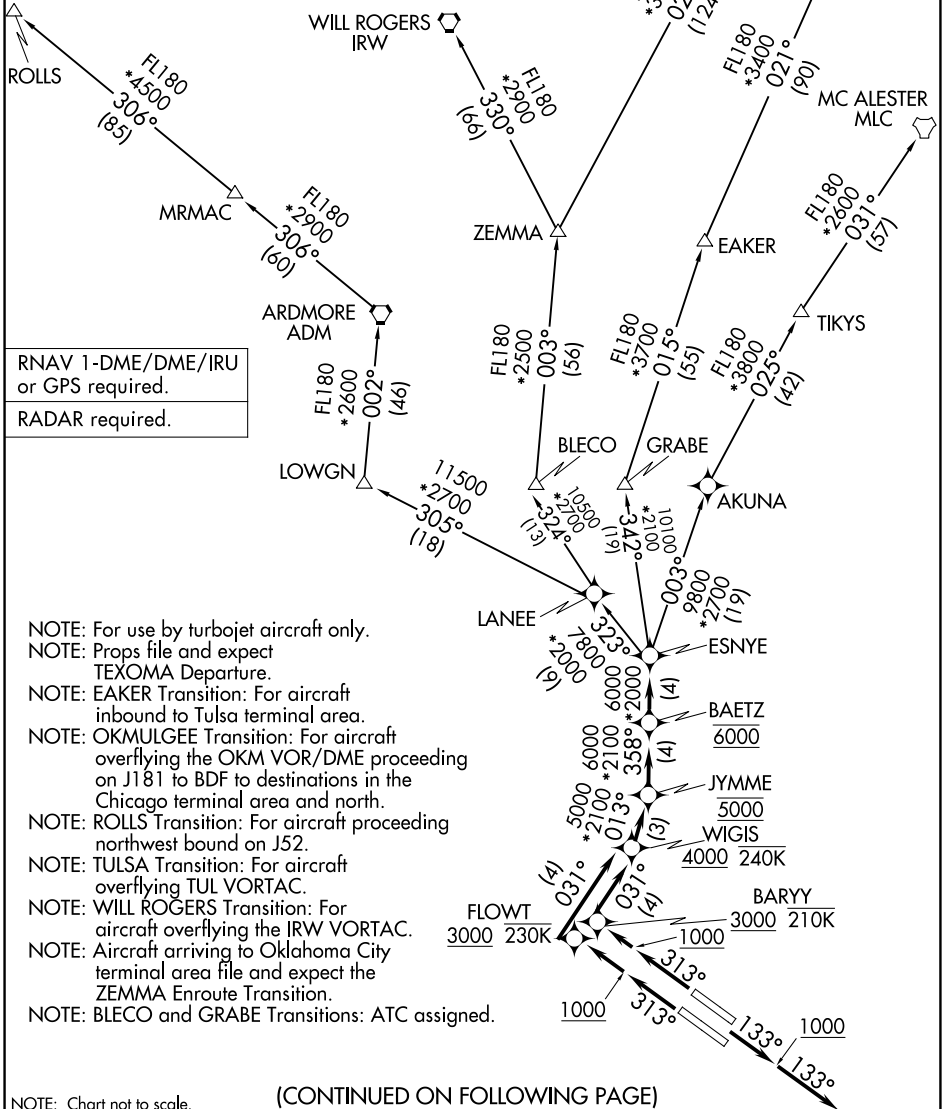 WILL ROGERS
IRW
ROLLS
FL180
*4500
306°
(85)
FL180
*2900
330°
(66)
02
(124
FL180
*3400
021°
(90)
MC ALESTER
MLC
MRMAC
FL180
*2900
306°
(60)
ZEMMA
EAKER
FL180
*2600
031°
(57)
ARDMORE
ADM
TIKYS
RNAV 1-DME/DME/IRU
or GPS required.
RADAR required.
FL180
*2600
002°
(46)
FL180
*2500
003°
(56)
FL180
*3700
015°
(55)
FL180
*3800
025°
(42)
LOWGN
BLECO
GRABE
AKUNA
11500
*2700
305°
(18)
10500
*2700
324°
(13)
10100
*2100
342°
(19)
003°
9800
*2700
(19)
LANEE
323°
7800
*2000
(9)
ESNYE
6000
*2000
(4)
BAETZ
6000
6000
*2100
358°
(4)
JYMME
5000
5000
*2100
013°
(3)
WIGIS
4000 240K
(4)
031°
031°
(4)
BARYY
3000 210K
FLOWT
3000 230K
1000
313°
1000
313°
133°
1000
133°
NOTE: For use by turbojet aircraft only.
NOTE: Props file and expect
TEXOMA Departure.
NOTE: EAKER Transition: For aircraft
inbound to Tulsa terminal area.
NOTE: OKMULGEE Transition: For aircraft
overflying the OKM VOR/DME proceeding
on J181 to BDF to destinations in the
Chicago terminal area and north.
NOTE: ROLLS Transition: For aircraft proceeding
northwest bound on J52.
NOTE: TULSA Transition: For aircraft
overflying TUL VORTAC.
NOTE: WILL ROGERS Transition: For
aircraft overflying the IRW VORTAC.
NOTE: Aircraft arriving to Oklahoma City
terminal area file and expect the
ZEMMA Enroute Transition.
NOTE: BLECO and GRABE Transitions: ATC assigned.
(CONTINUED ON FOLLOWING PAGE)
NOTE: Chart not to scale.